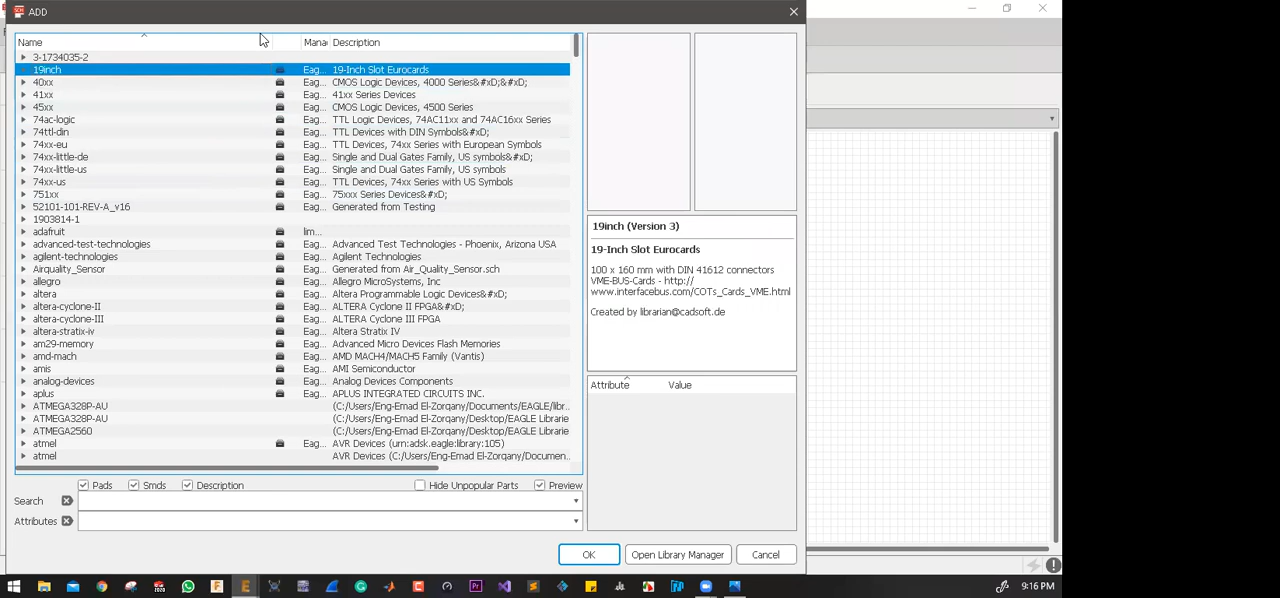 ADD
Name Mana Description
3-1734035-2
19inch Eag... 19-Inch Slot Eurocards
40xx Eag... CMOS Logic Devices, 4000 Series&#xD;&#xD;
41xx Eag... 41xx Series Devices
45xx Eag... CMOS Logic Devices, 4500 Series
74ac-logic Eag... TTL Logic Devices, 74AC11xx and 74AC16xx Series
74ttl-din Eag... TTL Devices with DIN Symbols&#xD;
74xx-eu Eag... TTL Devices, 74xx Series with European Symbols
74xx-little-de Eag... Single and Dual Gates Family, US symbols&#xD;
74xx-little-us Eag... Single and Dual Gates Family, US symbols
74xx-us Eag... TTL Devices, 74xx Series with US Symbols
751xx Eag... 75xxx Series Devices&#xD;
52101-101-REV-A_v16 Eag... Generated from Testing
1903814-1
adafruit lim...
advanced-test-technologies Eag... Advanced Test Technologies - Phoenix, Arizona USA
agilent-technologies Eag... Agilent Technologies
Airquality_Sensor Eag... Generated from Air_Quality_Sensor.sch
allegro Eag... Allegro MicroSystems, Inc
altera Eag... Altera Programmable Logic Devices&#xD;
altera-cyclone-II Eag... ALTERA Cyclone II FPGA&#xD;
altera-cyclone-III Eag... ALTERA Cyclone III FPGA
altera-stratix-iv Eag... Altera Stratix IV
am29-memory Eag... Advanced Micro Devices Flash Memories
amd-mach Eag... AMD MACH4/MACH5 Family (Vantis)
amis Eag... AMI Semiconductor
analog-devices Eag... Analog Devices Components
aplus Eag... APLUS INTEGRATED CIRCUITS INC.
ATMEGA328P-AU (C:/Users/Eng-Emad El-Zorqany/Documents/EAGLE/libr...
ATMEGA328P-AU (C:/Users/Eng-Emad El-Zorqany/Desktop/EAGLE Librarie
ATMEGA2560 (C:/Users/Eng-Emad El-Zorqany/Desktop/EAGLE Librarie
atmel Eag... AVR Devices (urn:adsk.eagle:library:105)
atmel AVR Devices (C:/Users/Eng-Emad El-Zorqany/Documen...
19inch (Version 3)
19-Inch Slot Eurocards
100 x 160 mm with DIN 41612 connectors
VME-BUS-Cards - http://
www.interfacebus.com/COTs_Cards_VME.html
Created by librarian@cadsoft.de
Attribute Value
Pads Smds Description Hide Unpopular Parts Preview
Search
Attributes
OK Open Library Manager Cancel
9:16 PM